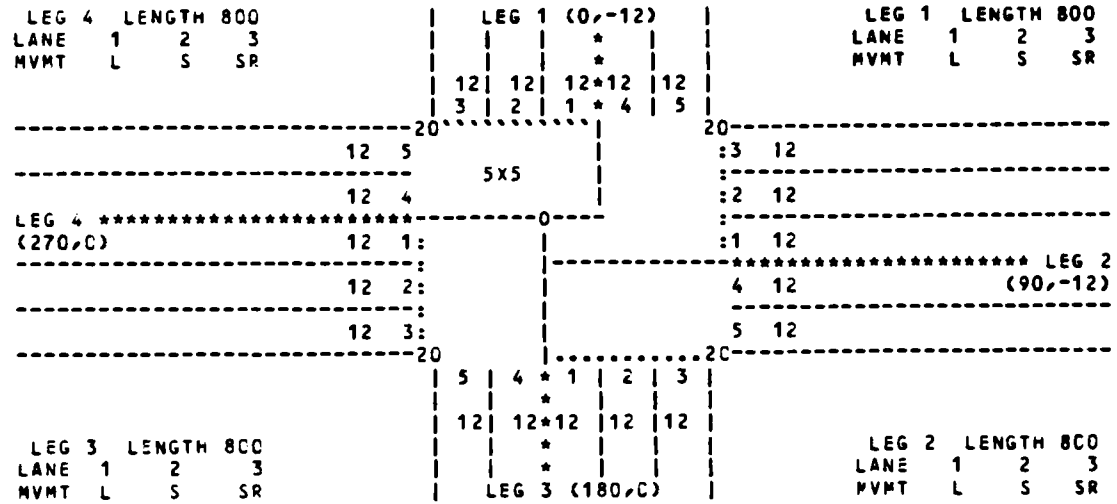 LEG 4 LENGTH 800 LEG 1 (0,-12) LEG 1 LENGTH 800
LANE 1 2 3 LANE 1 2 3
MVMT L S SR MVMT L S SR
12 12 12 12 12
3 2 1 4 5
20 20
12 5 :3 12
5X5
12 4 :2 12
LEG 4 0
(270,C) 12 1: :1 12
LEG 2
12 2: 4 12 (90,-12)
12 3: 5 12
20 2C
5 4 1 2 3
12 12 12 12 12
LEG 3 LENGTH 8CC LEG 2 LENGTH 8CO
LANE 1 2 3 LANE 1 2 3
MVMT L S SR LEG 3 (180,C) MVMT L S SR